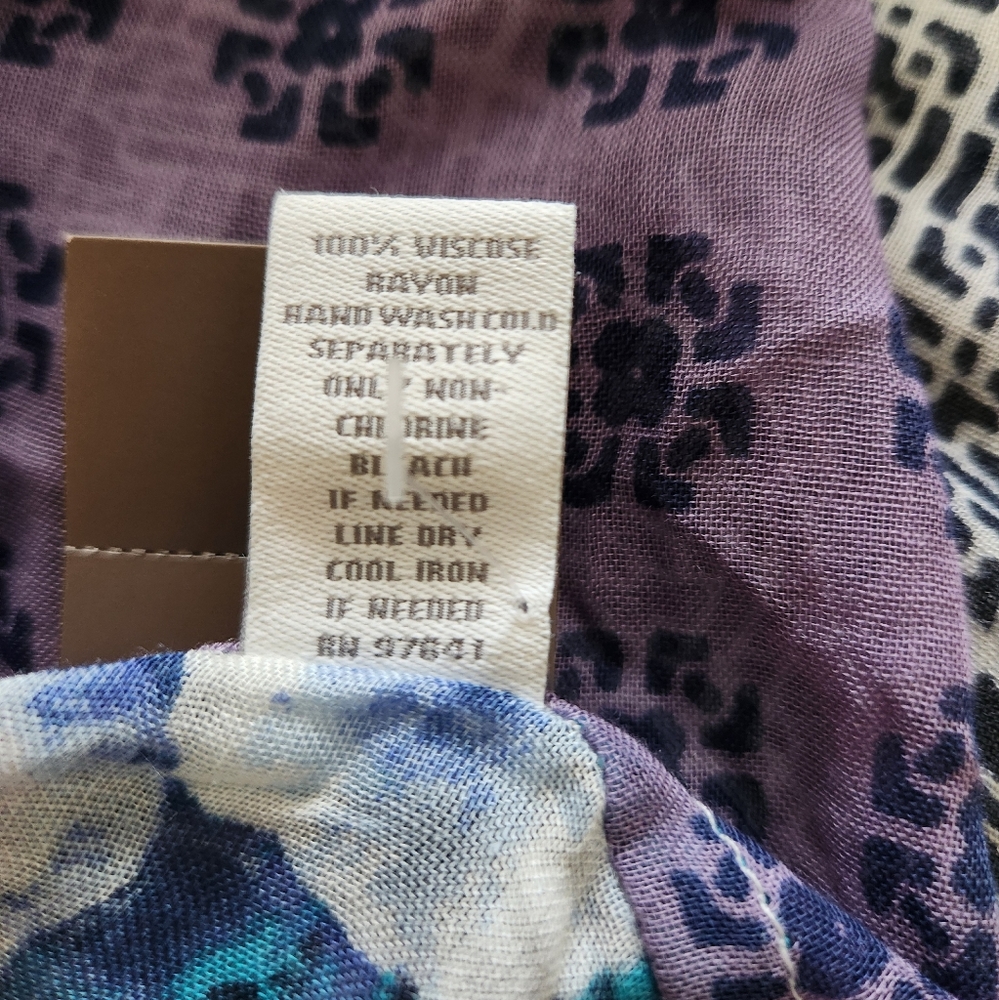 100% VISCOSE
RAYON
HAND WASH COLD
SEPARATELY
ONLY NON-
CHLORINE
BLEACH
IF NEEDED
LINE DRY
COOL IRON
IF NEEDED
RN 97641